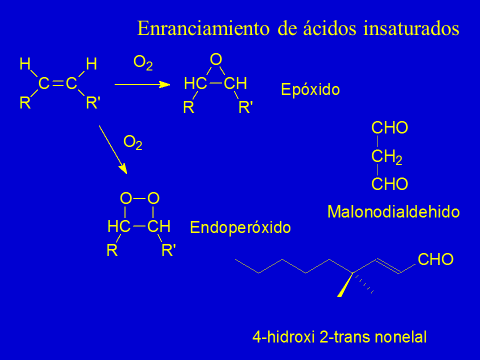 Enranciamiento de ácidos insaturados
H H
C=C
R R'
O2
O
HC-CH
R R'
Epóxido
O2
CHO
CH2
CHO
Malonodialdehido
O-O
HC-CH
R R'
Endoperóxido
CHO
4-hidroxi 2-trans nonelal